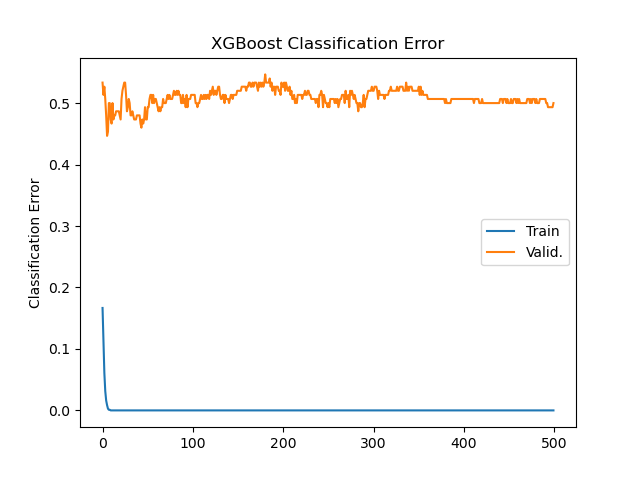 XGBoost Classification Error
Classification Error
0.5
0.4
0.3
0.2
0.1
0.0
0 100 200 300 400 500
Train
Valid.